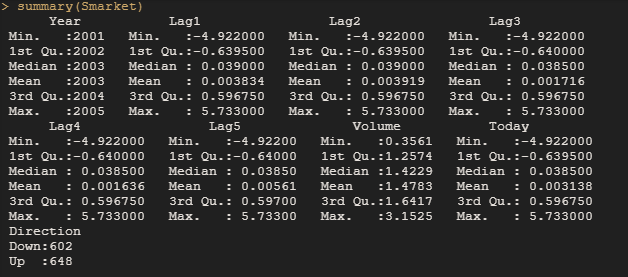 > summary(Smarket)
      Year           Lag1                Lag2                Lag3          
 Min.   :2001   Min.   :-4.922000   Min.   :-4.922000   Min.   :-4.922000  
 1st Qu.:2002   1st Qu.:-0.639500   1st Qu.:-0.639500   1st Qu.:-0.640000  
 Median :2003   Median : 0.039000   Median : 0.039000   Median : 0.038500  
 Mean   :2003   Mean   : 0.003834   Mean   : 0.003919   Mean   : 0.001716  
 3rd Qu.:2004   3rd Qu.: 0.596750   3rd Qu.: 0.596750   3rd Qu.: 0.596750  
 Max.   :2005   Max.   : 5.733000   Max.   : 5.733000   Max.   : 5.733000  
      Lag4                Lag5              Volume           Today          
 Min.   :-4.922000   Min.   :-4.92200   Min.   :0.3561   Min.   :-4.922000  
 1st Qu.:-0.640000   1st Qu.:-0.64000   1st Qu.:1.2574   1st Qu.:-0.639500  
 Median : 0.038500   Median : 0.03850   Median :1.4229   Median : 0.038500  
 Mean   : 0.001636   Mean   : 0.00561   Mean   :1.4783   Mean   : 0.003138  
 3rd Qu.: 0.596750   3rd Qu.: 0.59700   3rd Qu.:1.6417   3rd Qu.: 0.596750  
 Max.   : 5.733000   Max.   : 5.73300   Max.   :3.1525   Max.   : 5.733000  
 Direction 
 Down:602  
 Up  :648